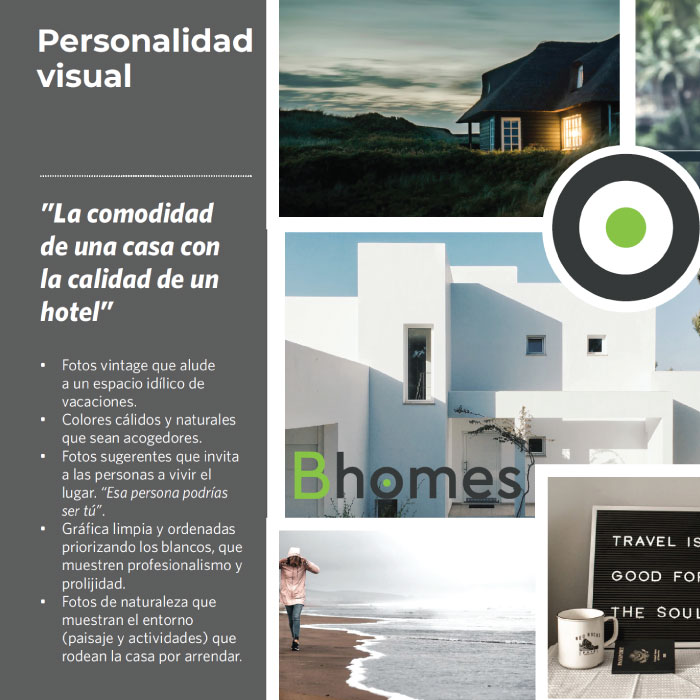 Personalidad
visual
"La comodidad
de una casa con
la calidad de un
hotel"
• Fotos vintage que alude
a un espacio idílico de
vacaciones.
• Colores cálidos y naturales
que sean acogedores.
• Fotos sugerentes que invita
a las personas a vivir el
lugar. “Esa persona podrías
ser tú”.
• Gráfica limpia y ordenadas
priorizando los blancos, que
muestren profesionalismo y
prolijidad.
• Fotos de naturaleza que
muestran el entorno
(paisaje y actividades) que
rodean la casa por arrendar.
Bhomes
TRAVEL IS
GOOD FOR
THE SOUL
PASSPORT